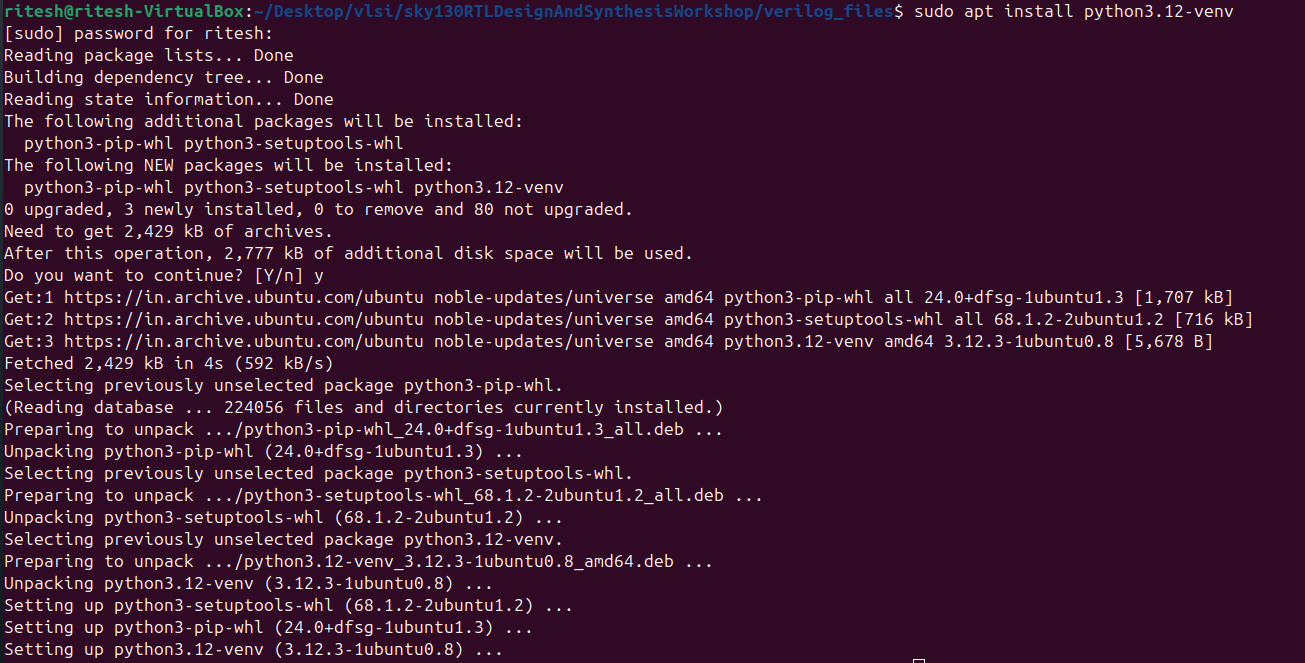 ritesh@ritesh-VirtualBox:~/Desktop/vlsi/sky130RTLDesignAndSynthesisWorkshop/verilog_files$ sudo apt install python3.12-venv
[sudo] password for ritesh:
Reading package lists... Done
Building dependency tree... Done
Reading state information... Done
The following additional packages will be installed:
  python3-pip-whl python3-setuptools-whl
The following NEW packages will be installed:
  python3-pip-whl python3-setuptools-whl python3.12-venv
0 upgraded, 3 newly installed, 0 to remove and 80 not upgraded.
Need to get 2,429 kB of archives.
After this operation, 2,777 kB of additional disk space will be used.
Do you want to continue? [Y/n] y
Get:1 https://in.archive.ubuntu.com/ubuntu noble-updates/universe amd64 python3-pip-whl all 24.0+dfsg-1ubuntu1.3 [1,707 kB]
Get:2 https://in.archive.ubuntu.com/ubuntu noble-updates/universe amd64 python3-setuptools-whl all 68.1.2-2ubuntu1.2 [716 kB]
Get:3 https://in.archive.ubuntu.com/ubuntu noble-updates/universe amd64 python3.12-venv amd64 3.12.3-1ubuntu0.8 [5,678 B]
Fetched 2,429 kB in 4s (592 kB/s)
Selecting previously unselected package python3-pip-whl.
(Reading database ... 224056 files and directories currently installed.)
Preparing to unpack .../python3-pip-whl_24.0+dfsg-1ubuntu1.3_all.deb ...
Unpacking python3-pip-whl (24.0+dfsg-1ubuntu1.3) ...
Selecting previously unselected package python3-setuptools-whl.
Preparing to unpack .../python3-setuptools-whl_68.1.2-2ubuntu1.2_all.deb ...
Unpacking python3-setuptools-whl (68.1.2-2ubuntu1.2) ...
Selecting previously unselected package python3.12-venv.
Preparing to unpack .../python3.12-venv_3.12.3-1ubuntu0.8_amd64.deb ...
Unpacking python3.12-venv (3.12.3-1ubuntu0.8) ...
Setting up python3-setuptools-whl (68.1.2-2ubuntu1.2) ...
Setting up python3-pip-whl (24.0+dfsg-1ubuntu1.3) ...
Setting up python3.12-venv (3.12.3-1ubuntu0.8) ...